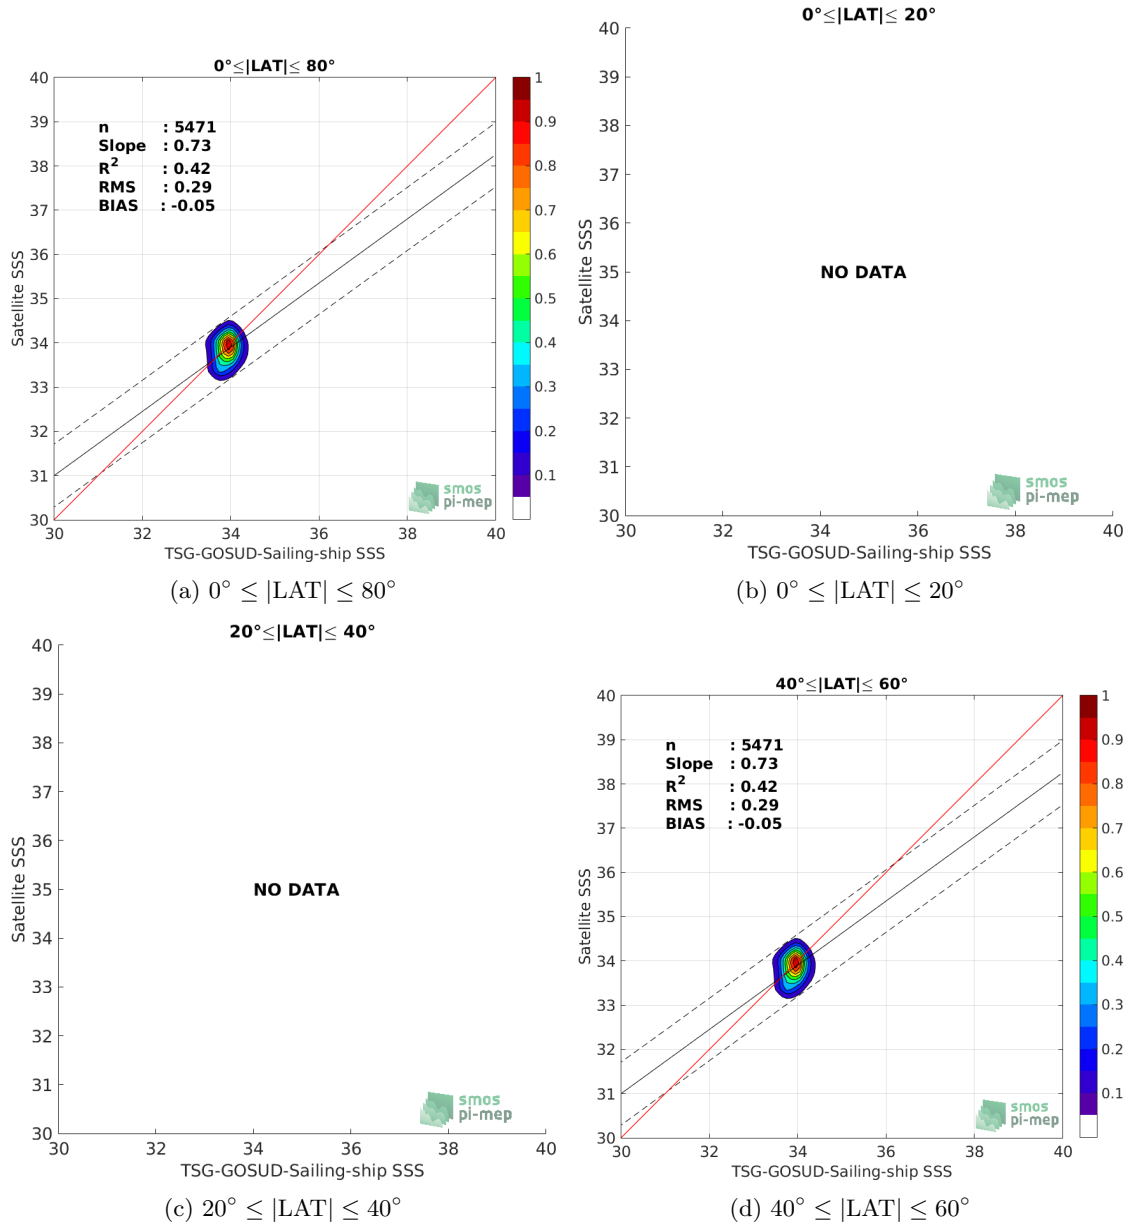 0°≤|LAT|≤ 80°
40
39
38
37
36
35
34
33
32
31
30
Satellite SSS
n : 5471
Slope : 0.73
R2 : 0.42
RMS : 0.29
BIAS : -0.05
1
0.9
0.8
0.7
0.6
0.5
0.4
0.3
0.2
0.1
smos
pi-mep
30 32 34 36 38 40
TSG-GOSUD-Sailing-ship SSS
(a) 0° ≤ |LAT| ≤ 80°
0°≤|LAT|≤ 20°
40
39
38
37
36
35
34
33
32
31
30
Satellite SSS
NO DATA
smos
pi-mep
30 32 34 36 38 40
TSG-GOSUD-Sailing-ship SSS
(b) 0° ≤ |LAT| ≤ 20°
20°≤|LAT|≤ 40°
40
39
38
37
36
35
34
33
32
31
30
Satellite SSS
NO DATA
smos
pi-mep
30 32 34 36 38 40
TSG-GOSUD-Sailing-ship SSS
(c) 20° ≤ |LAT| ≤ 40°
40°≤|LAT|≤ 60°
40
39
38
37
36
35
34
33
32
31
30
Satellite SSS
n : 5471
Slope : 0.73
R2 : 0.42
RMS : 0.29
BIAS : -0.05
1
0.9
0.8
0.7
0.6
0.5
0.4
0.3
0.2
0.1
smos
pi-mep
30 32 34 36 38 40
TSG-GOSUD-Sailing-ship SSS
(d) 40° ≤ |LAT| ≤ 60°